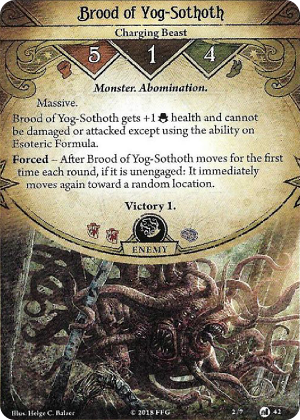 Brood of Yog-Sothoth
Charging Beast
5 1 4
Monster. Abomination.
Massive.
Brood of Yog-Sothoth gets +1 health and cannot
be damaged or attacked except using the ability on
Esoteric Formula.
Forced – After Brood of Yog-Sothoth moves for the first
time each round, if it is unengaged: It immediately
moves again toward a random location.
Victory 1.
ENEMY
Illus. Helge C. Balzer
© 2018 FFG
42